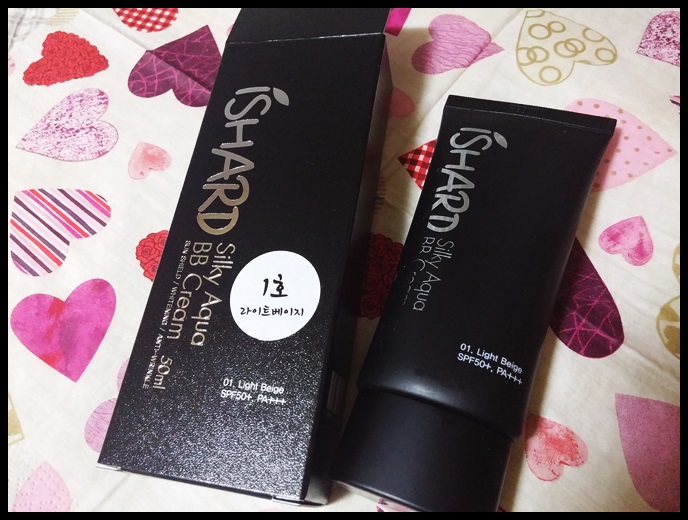 iSHARD
Silky Aqua
BB Cream 50ml
SUN SHIELD / WHITENING / ANTI-WRINKLE
1호
라이트베이지
01. Light Beige
SPF50+, PA+++
iSHARD
Silky Aqua
BB Cream
01. Light Beige
SPF50+, PA+++